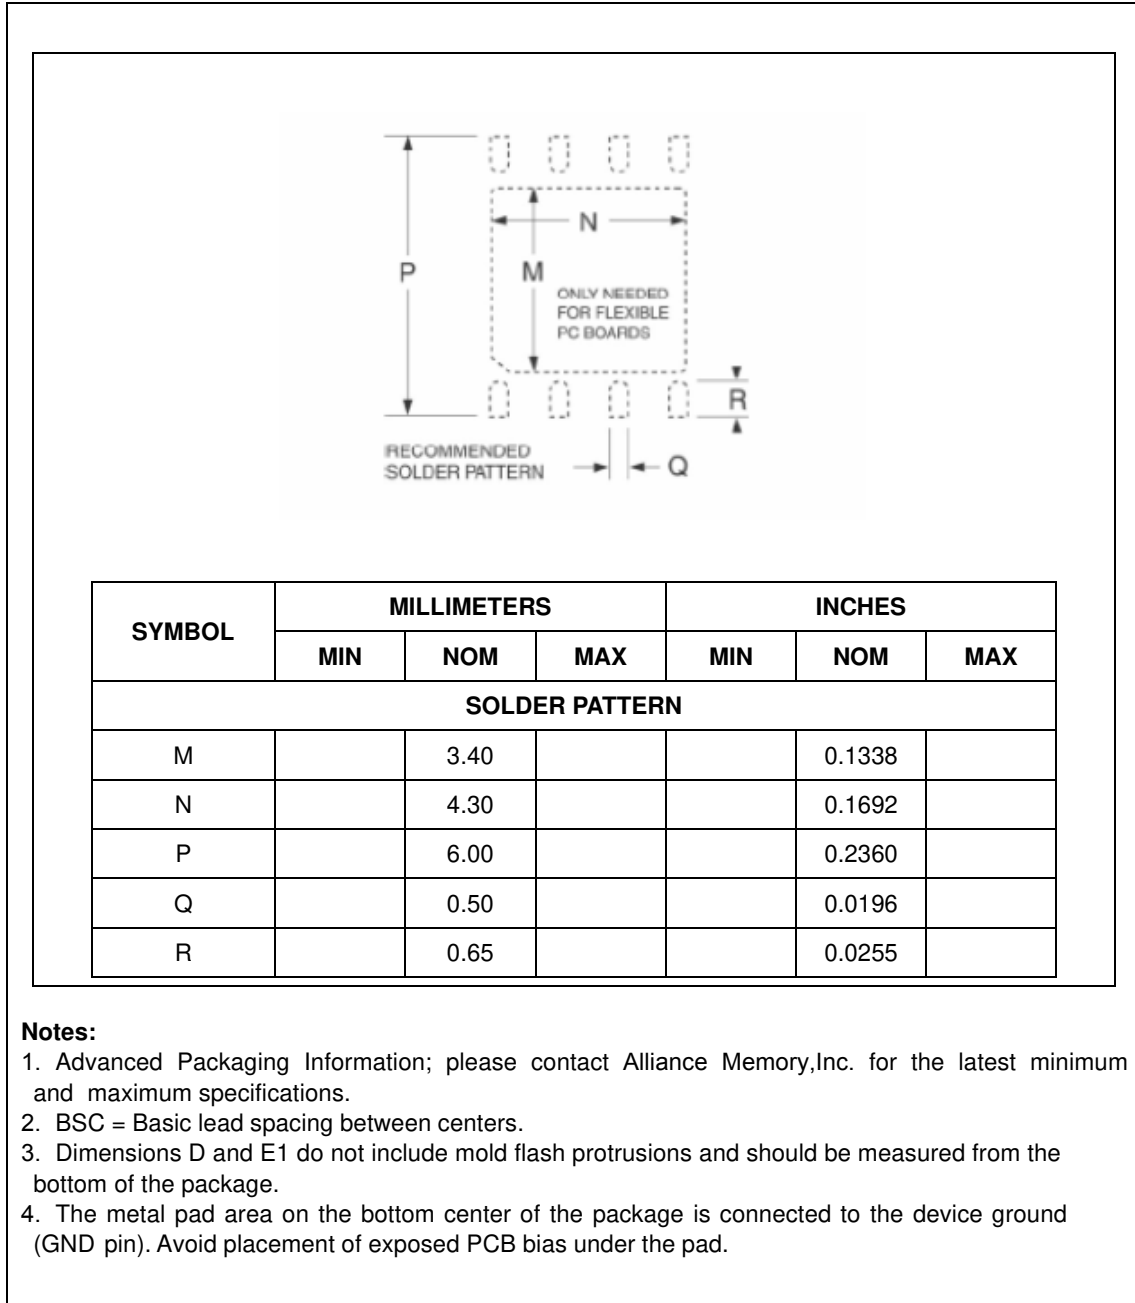 P
N
M
ONLY NEEDED
FOR FLEXIBLE
PC BOARDS
R
RECOMMENDED
SOLDER PATTERN
Q
SYMBOL MILLIMETERS INCHES
MIN NOM MAX MIN NOM MAX
SOLDER PATTERN
M 3.40 0.1338
N 4.30 0.1692
P 6.00 0.2360
Q 0.50 0.0196
R 0.65 0.0255
Notes:
1. Advanced Packaging Information; please contact Alliance Memory,Inc. for the latest minimum
and maximum specifications.
2. BSC = Basic lead spacing between centers.
3. Dimensions D and E1 do not include mold flash protrusions and should be measured from the
bottom of the package.
4. The metal pad area on the bottom center of the package is connected to the device ground
(GND pin). Avoid placement of exposed PCB bias under the pad.